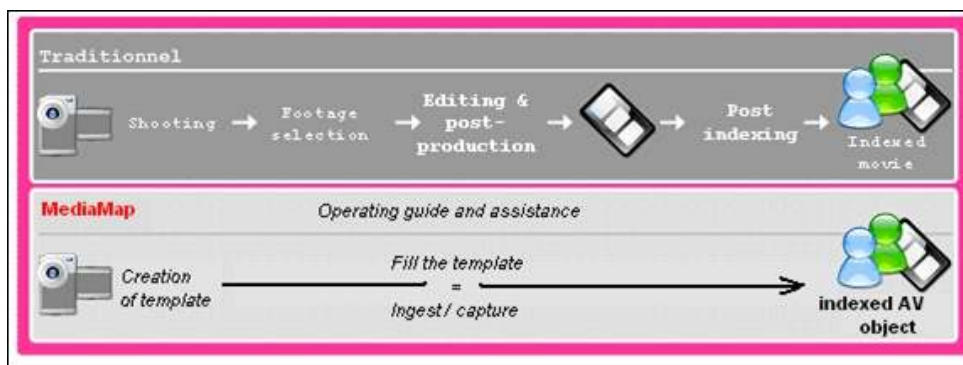 Traditionnel
Shooting
Footage
selection
Editing &
post-
production
Post
indexing
Indexed
movie
MediaMap
Operating guide and assistance
Creation
of template
Fill the template
=
Ingest / capture
indexed AV
object